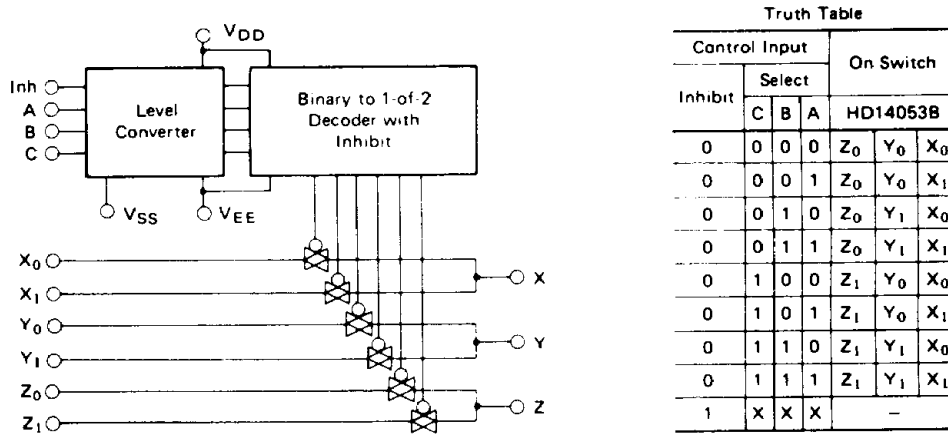 VDD
Inh
A
B
C
Level
Converter
Binary to 1-of-2
Decoder with
Inhibit
VSS
VEE
X0
X1
Y0
Y1
Z0
Z1
X
Y
Z
Truth Table
Control Input
On Switch
Inhibit
Select
C B A
HD14053B
0 0 0 0 Z0 Y0 X0
0 0 0 1 Z0 Y0 X1
0 0 1 0 Z0 Y1 X0
0 0 1 1 Z0 Y1 X1
0 1 0 0 Z1 Y0 X0
0 1 0 1 Z1 Y0 X1
0 1 1 0 Z1 Y1 X0
0 1 1 1 Z1 Y1 X1
1 X X X –